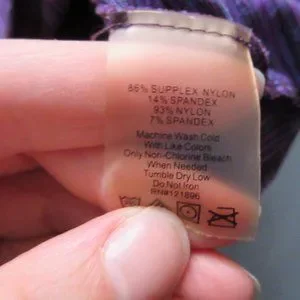 86% SUPPLEX NYLON
14% SPANDEX
93% NYLON
7% SPANDEX
Machine Wash Cold
With Like Colors
Only Non-Chlorine Bleach
When Needed
Tumble Dry Low
Do Not Iron
RN#121896